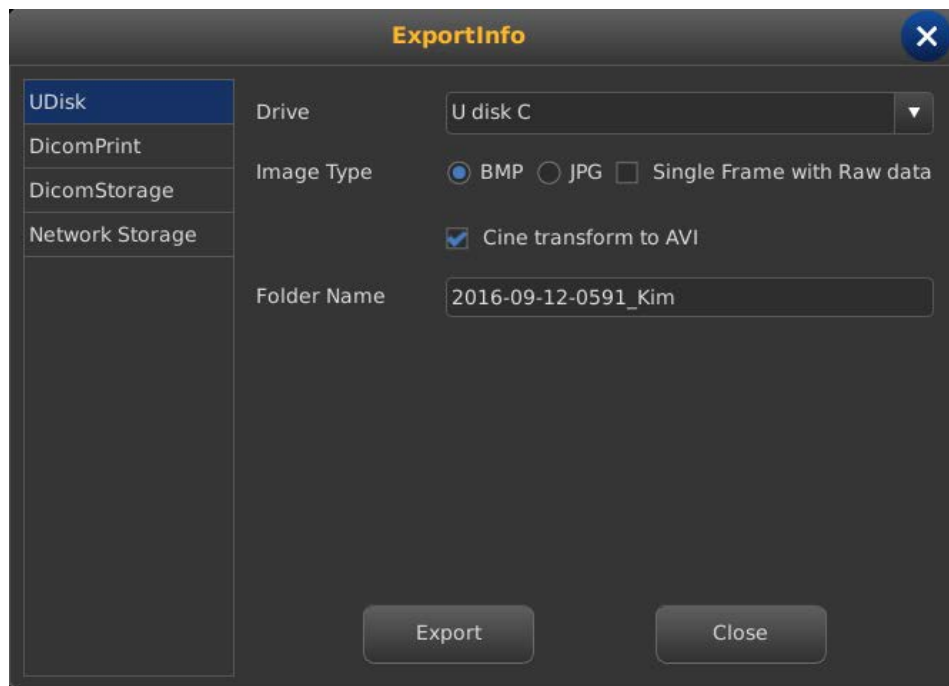 ExportInfo
UDisk
DicomPrint
DicomStorage
Network Storage
Drive
U disk C
Image Type
BMP JPG Single Frame with Raw data
Cine transform to AVI
Folder Name
2016-09-12-0591_Kim
Export
Close